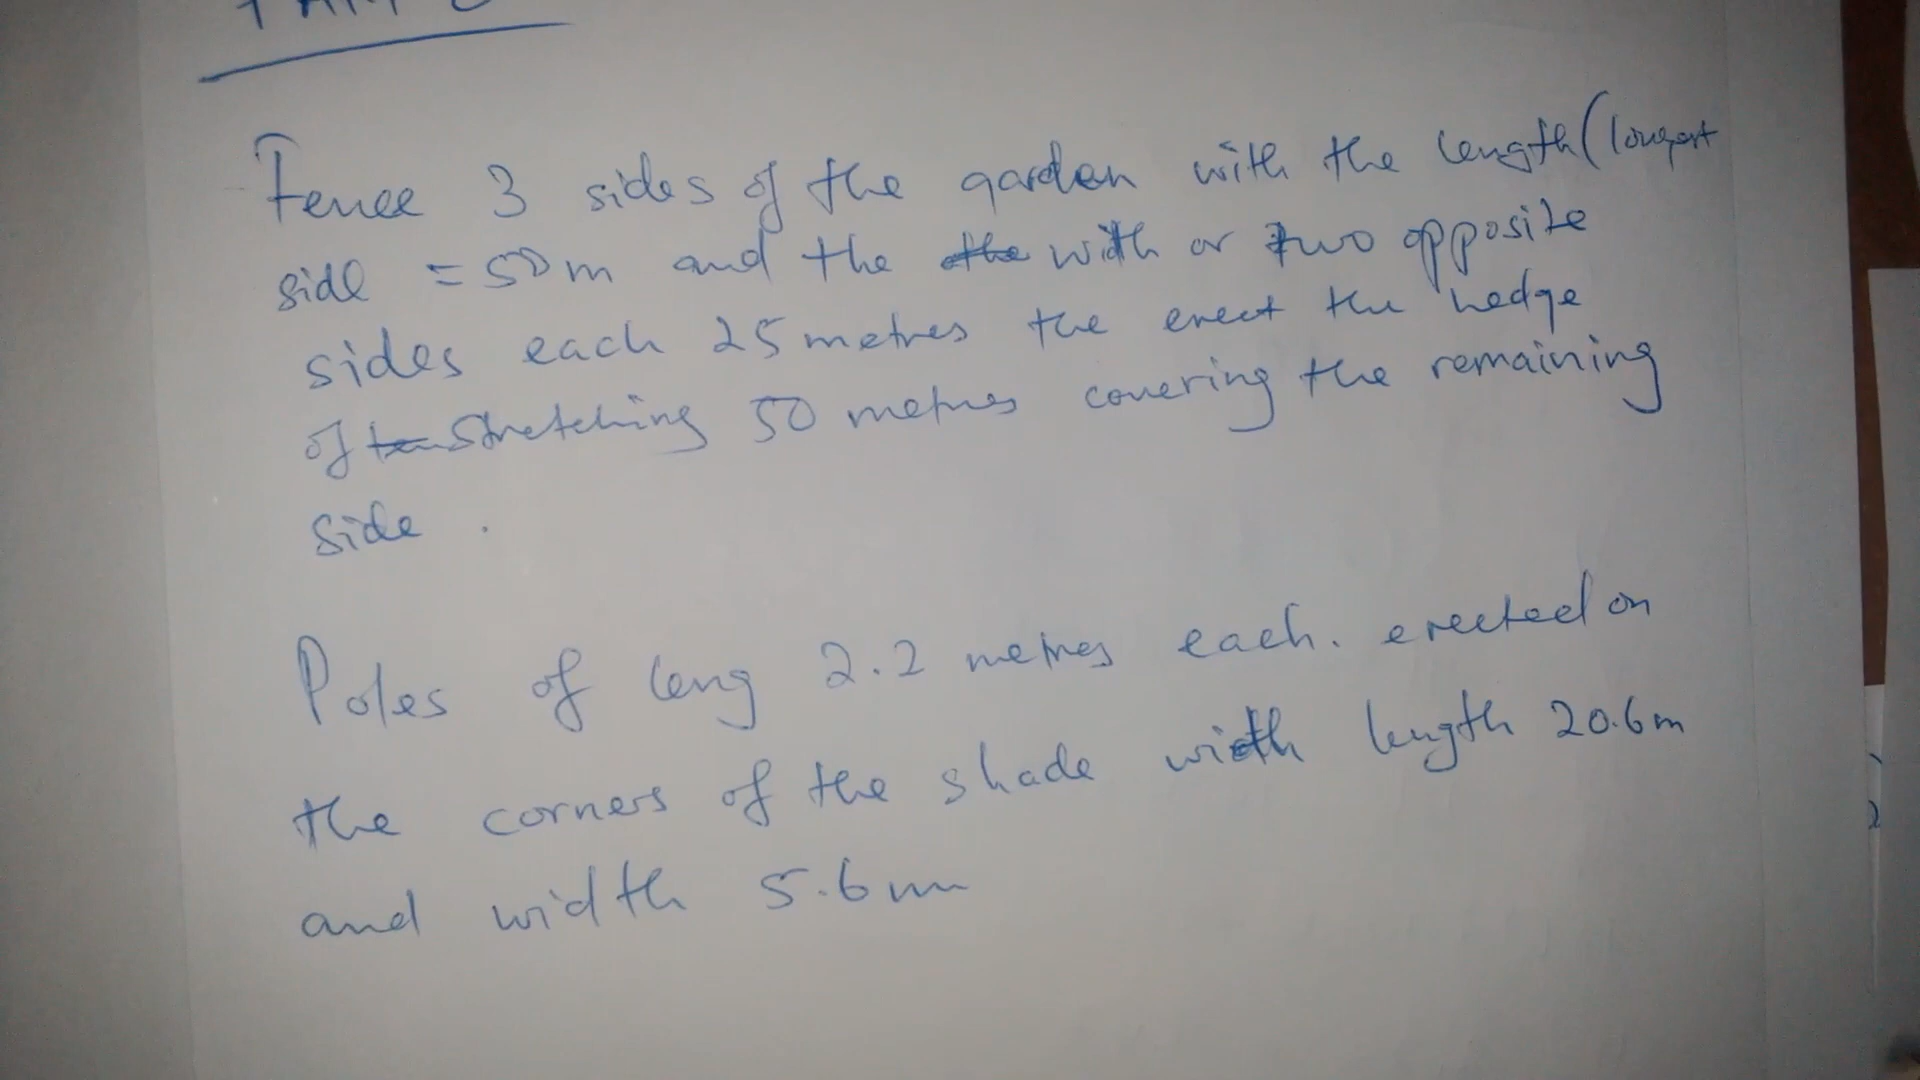 Fence 3 sides of the garden with the length (longest
side = 50m and the the with or two opposite
sides each 25 metres the erect the hedge
of stretching 50 metres covering the remaining
side.
Poles of leng 2.2 metres each. erected on
the corners of the shade width length 20.6m
and width 5.6m